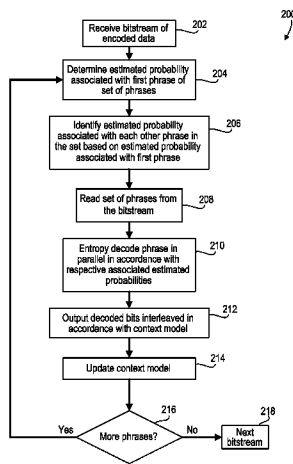 200
Receive bitstream of
encoded data
202
Determine estimated probability
associated with first phrase of
set of phrases
204
Identify estimated probability
associated with each other phrase in
the set based on estimated probability
associated with first phrase
206
Read set of phrases from
the bitstream
208
Entropy decode phrase in
parallel in accordance with
respective associated estimated
probabilities
210
Output decoded bits interleaved in
accordance with context model
212
Update context model
214
More phrases?
216
Yes
No
Next
bitstream
218